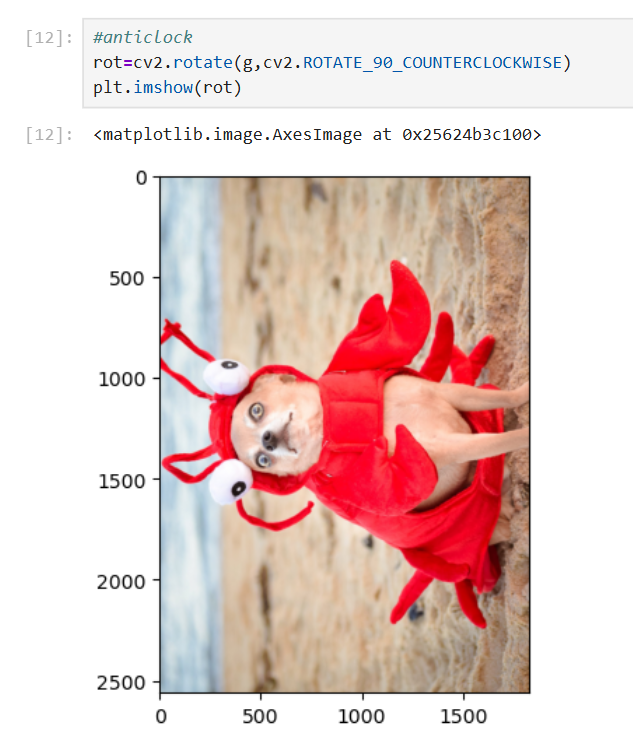 [12]: #anticlock
rot=cv2.rotate(g,cv2.ROTATE_90_COUNTERCLOCKWISE)
plt.imshow(rot)
[12]: <matplotlib.image.AxesImage at 0x25624b3c100>
0
500
1000
1500
2000
2500
0 500 1000 1500